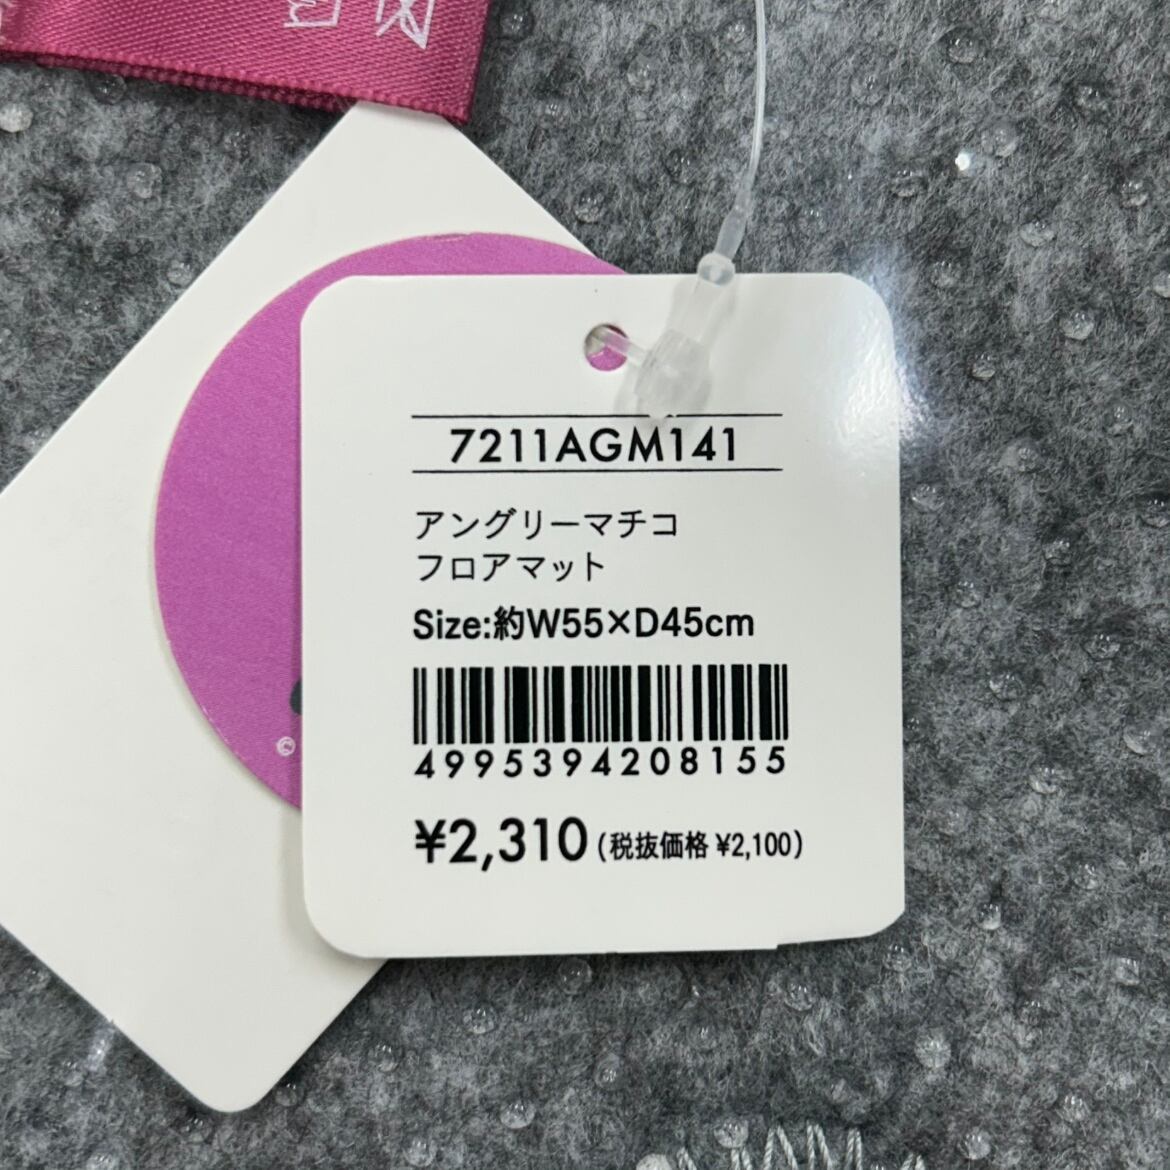 7211AGM141
アングリーマチコ
フロアマット
Size:約W55×D45cm
4995394208155
¥2,310 (税抜価格 ¥2,100)
©